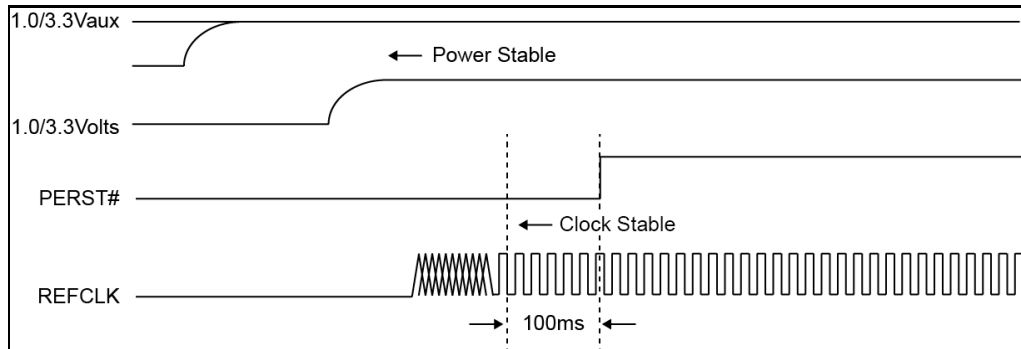 1.0/3.3Vaux
Power Stable
1.0/3.3Volts
PERST#
Clock Stable
REFCLK
100ms